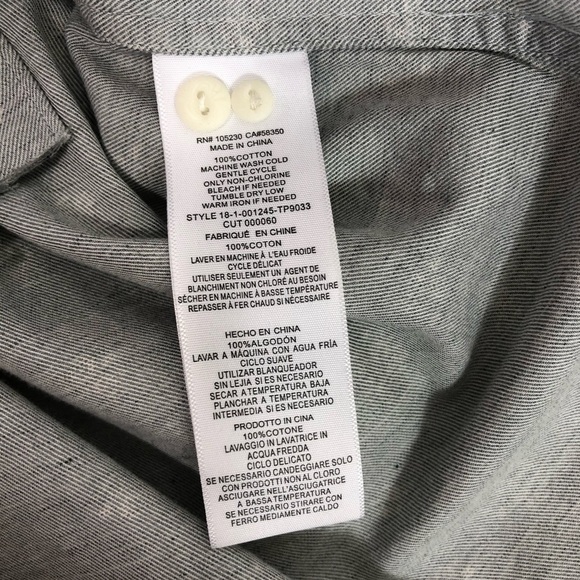 RN# 105230 CA#58350
MADE IN CHINA
100%COTTON
MACHINE WASH COLD
GENTLE CYCLE
ONLY NON-CHLORINE
BLEACH IF NEEDED
TUMBLE DRY LOW
WARM IRON IF NEEDED
STYLE 18-1-001245-TP9033
CUT 000060
FABRIQUÉ EN CHINE
100%COTON
LAVER EN MACHINE À L'EAU FROIDE
CYCLE DÉLICAT
UTILISER SEULEMENT UN AGENT DE
BLANCHIMENT NON CHLORÉ AU BESOIN
SÉCHER EN MACHINE À BASSE TEMPÉRATURE
REPASSER À FER CHAUD SI NÉCESSAIRE
HECHO EN CHINA
100%ALGODÓN
LAVAR A MÁQUINA CON AGUA FRÍA
CICLO SUAVE
UTILIZAR BLANQUEADOR
SIN LEJIA SI ES NECESARIO
SECAR A TEMPERATURA BAJA
PLANCHAR A TEMPERATURA
INTERMEDIA SI ES NECESARIO
PRODOTTO IN CINA
100%COTONE
LAVAGGIO IN LAVATRICE IN
ACQUA FREDDA
CICLO DELICATO
SE NECESSARIO CANDEGGIARE SOLO
CON PRODOTTI NON AL CLORO
ASCIUGARE NELL'ASCIUGATRICE
A BASSA TEMPERATURA
SE NECESSARIO STIRARE CON
FERRO MEDIAMENTE CALDO